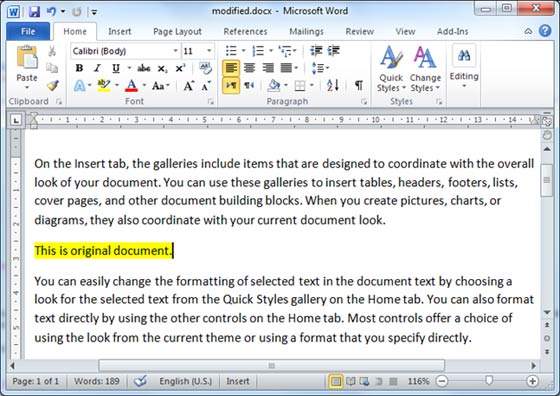 modified.docx - Microsoft Word
File Home Insert Page Layout References Mailings Review View Add-Ins
Paste
Calibri (Body) 11
Quick Styles
Change Styles
Editing
Clipboard Font Paragraph Styles
On the Insert tab, the galleries include items that are designed to coordinate with the overall
look of your document. You can use these galleries to insert tables, headers, footers, lists,
cover pages, and other document building blocks. When you create pictures, charts, or
diagrams, they also coordinate with your current document look.
This is original document.
You can easily change the formatting of selected text in the document text by choosing a
look for the selected text from the Quick Styles gallery on the Home tab. You can also format
text directly by using the other controls on the Home tab. Most controls offer a choice of
using the look from the current theme or using a format that you specify directly.
Page: 1 of 1 Words: 189 English (U.S.) Insert 116%